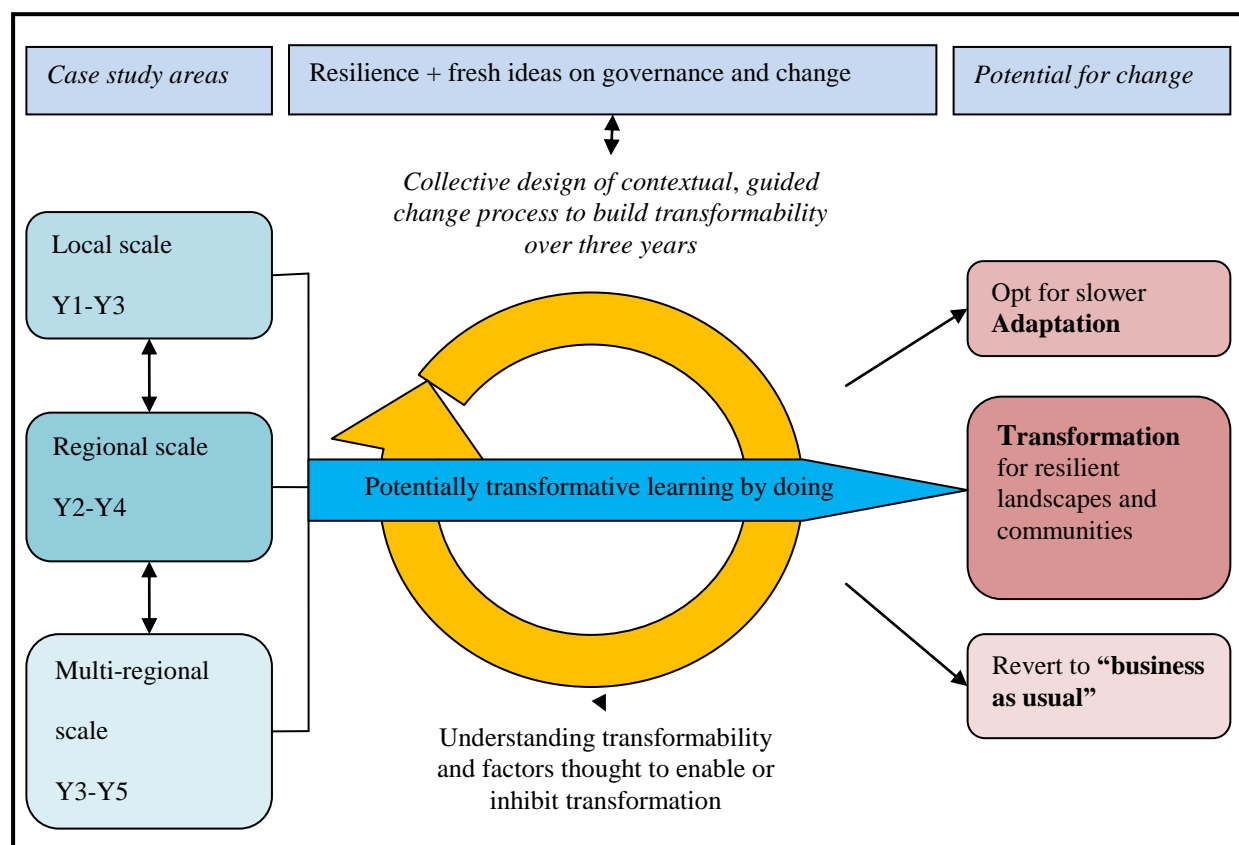 Case study areas
Resilience + fresh ideas on governance and change
Potential for change
Collective design of contextual, guided
change process to build transformability
over three years
Local scale
Y1-Y3
Regional scale
Y2-Y4
Multi-regional
scale
Y3-Y5
Potentially transformative learning by doing
Understanding transformability
and factors thought to enable or
inhibit transformation
Opt for slower
Adaptation
Transformation
for resilient
landscapes and
communities
Revert to “business
as usual”